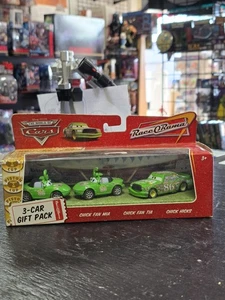 THE WORLD OF
Cars
Race O Rama
3+
3-CAR
GIFT PACK
CHICK FAN MIA
CHICK FAN TIA
CHICK HICKS
86